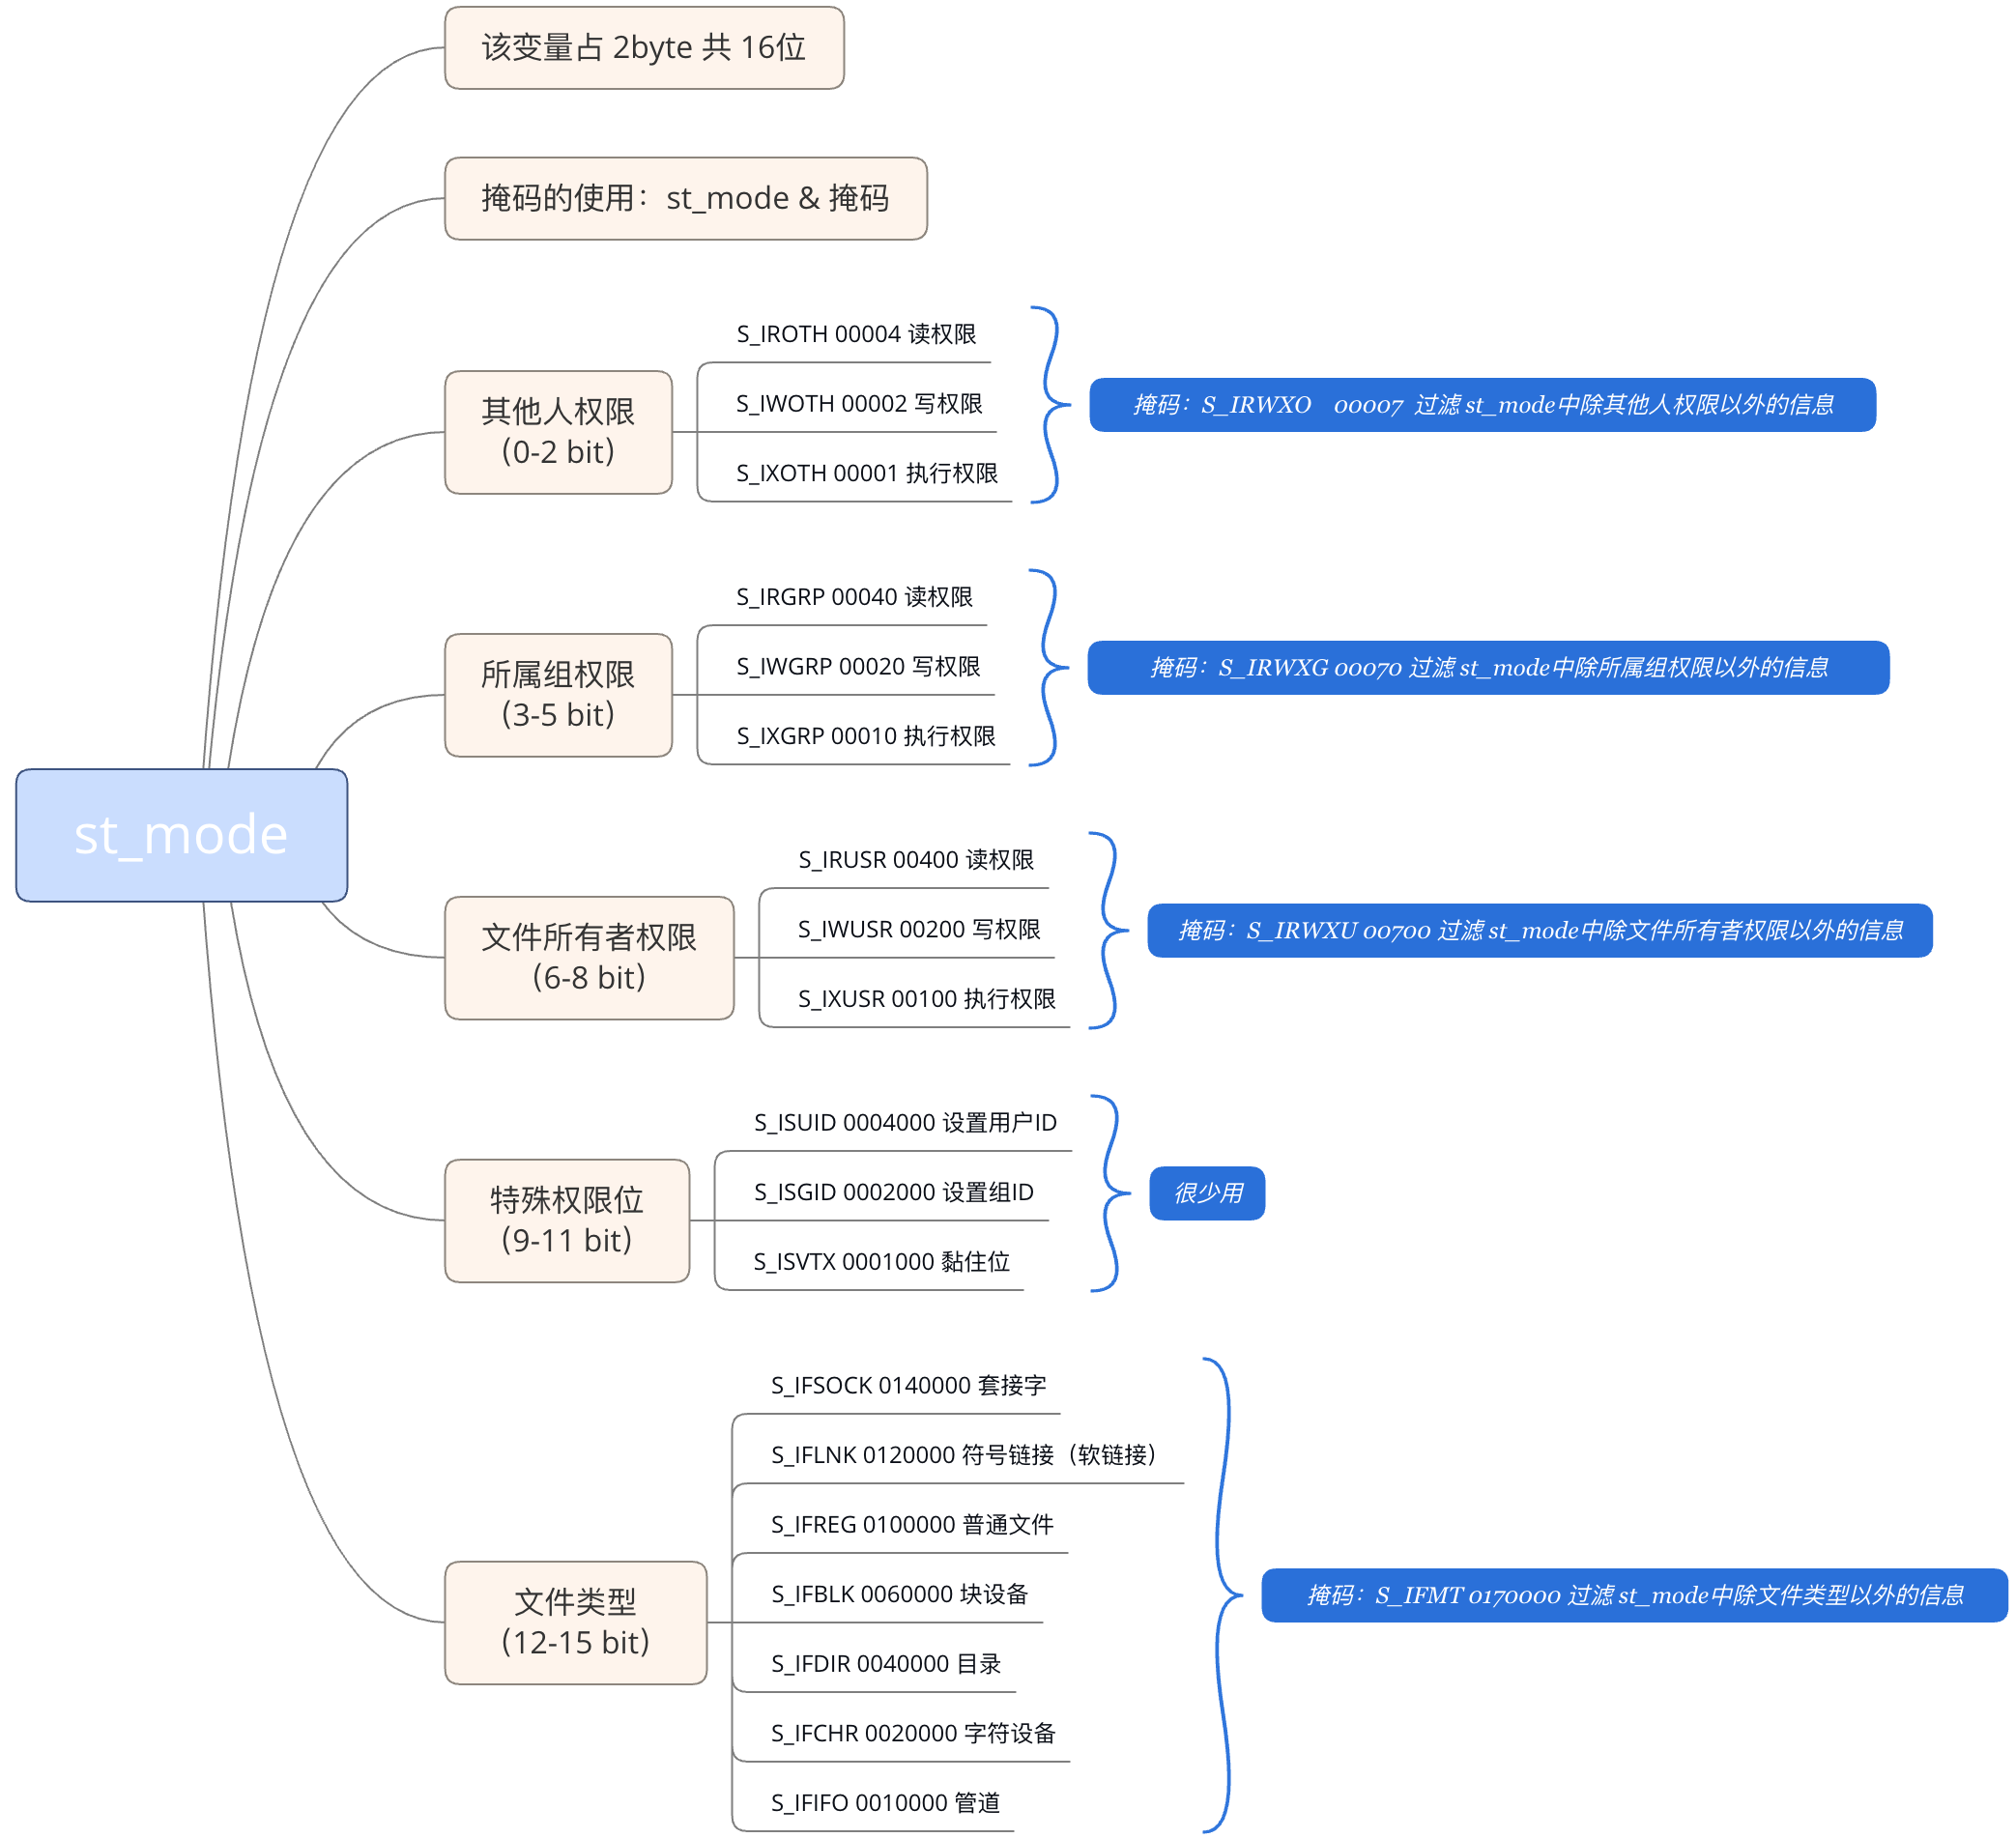 该变量占 2byte 共 16位
掩码的使用：st_mode & 掩码
S_IROTH 00004 读权限
S_IWOTH 00002 写权限
S_IXOTH 00001 执行权限
其他人权限
（0-2 bit）
掩码：S_IRWXO 00007 过滤 st_mode中除其他人权限以外的信息
S_IRGRP 00040 读权限
S_IWGRP 00020 写权限
S_IXGRP 00010 执行权限
所属组权限
（3-5 bit）
掩码：S_IRWXG 00070 过滤 st_mode中除所属组权限以外的信息
st_mode
S_IRUSR 00400 读权限
S_IWUSR 00200 写权限
S_IXUSR 00100 执行权限
文件所有者权限
（6-8 bit）
掩码：S_IRWXU 00700 过滤 st_mode中除文件所有者权限以外的信息
S_ISUID 0004000 设置用户ID
S_ISGID 0002000 设置组ID
S_ISVTX 0001000 黏住位
特殊权限位
（9-11 bit）
很少用
S_IFSOCK 0140000 套接字
S_IFLNK 0120000 符号链接（软链接）
S_IFREG 0100000 普通文件
S_IFBLK 0060000 块设备
S_IFDIR 0040000 目录
S_IFCHR 0020000 字符设备
S_IFIFO 0010000 管道
文件类型
（12-15 bit）
掩码：S_IFMT 0170000 过滤 st_mode中除文件类型以外的信息